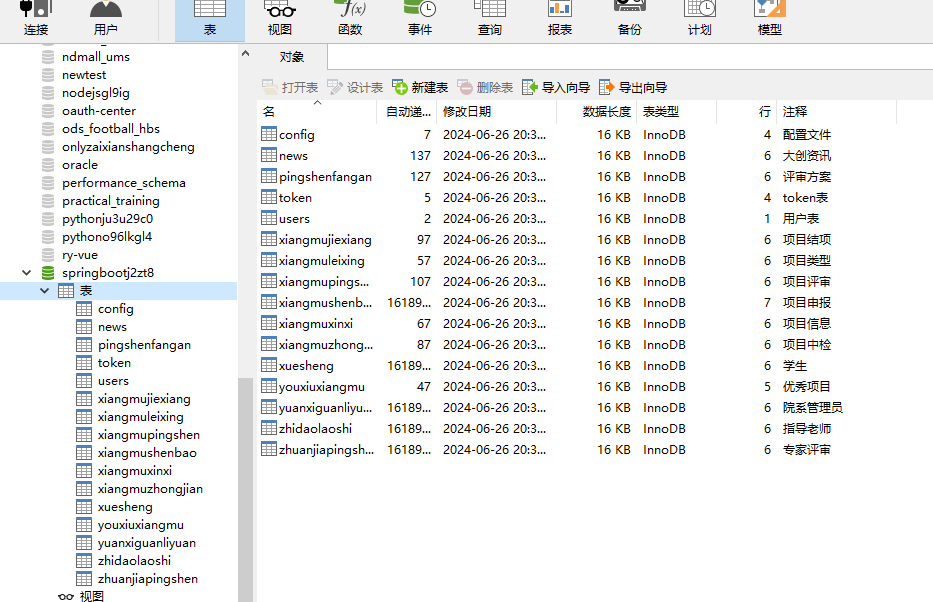 连接 用户 表 视图 函数 事件 查询 报表 备份 计划 模型
ndmall_ums
newtest
nodejsgl9ig
oauth-center
ods_football_hbs
onlyzaixianshangcheng
oracle
performance_schema
practical_training
pythonju3u29c0
pythono96lkgl4
ry-vue
springbootj2zt8
表
config
news
pingshenfangan
token
users
xiangmujiexiang
xiangmuleixing
xiangmupingshen
xiangmushenbao
xiangmuxinxi
xiangmuzhongjian
xuesheng
youxiuxiangmu
yuanxiguanliyuan
zhidaolaoshi
zhuanjiapingshen
视图
对象
打开表 设计表 新建表 删除表 导入向导 导出向导
名 自动递... 修改日期 数据长度 表类型 行 注释
config 7 2024-06-26 20:3... 16 KB InnoDB 4 配置文件
news 137 2024-06-26 20:3... 16 KB InnoDB 6 大创资讯
pingshenfangan 127 2024-06-26 20:3... 16 KB InnoDB 6 评审方案
token 5 2024-06-26 20:3... 16 KB InnoDB 4 token表
users 2 2024-06-26 20:3... 16 KB InnoDB 1 用户表
xiangmujiexiang 97 2024-06-26 20:3... 16 KB InnoDB 6 项目结项
xiangmuleixing 57 2024-06-26 20:3... 16 KB InnoDB 6 项目类型
xiangmupings... 107 2024-06-26 20:3... 16 KB InnoDB 6 项目评审
xiangmushenb... 16189... 2024-06-26 20:3... 16 KB InnoDB 7 项目申报
xiangmuxinxi 67 2024-06-26 20:3... 16 KB InnoDB 6 项目信息
xiangmuzhong... 87 2024-06-26 20:3... 16 KB InnoDB 6 项目中检
xuesheng 16189... 2024-06-26 20:3... 16 KB InnoDB 6 学生
youxiuxiangmu 47 2024-06-26 20:3... 16 KB InnoDB 5 优秀项目
yuanxiguanliyu... 16189... 2024-06-26 20:3... 16 KB InnoDB 6 院系管理员
zhidaolaoshi 16189... 2024-06-26 20:3... 16 KB InnoDB 6 指导老师
zhuanjiapingsh... 16189... 2024-06-26 20:3... 16 KB InnoDB 6 专家评审